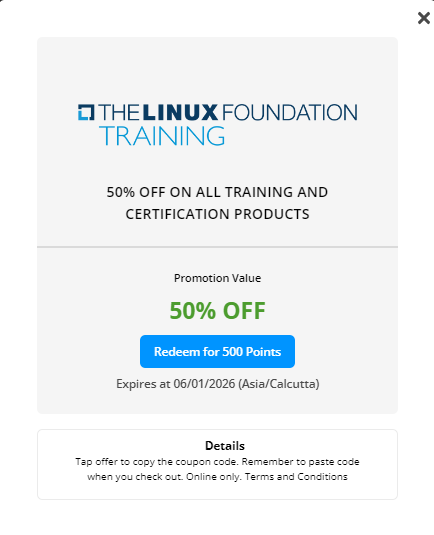 THE LINUX FOUNDATION
TRAINING
50% OFF ON ALL TRAINING AND
CERTIFICATION PRODUCTS
Promotion Value
50% OFF
Redeem for 500 Points
Expires at 06/01/2026 (Asia/Calcutta)
Details
Tap offer to copy the coupon code. Remember to paste code
when you check out. Online only. Terms and Conditions